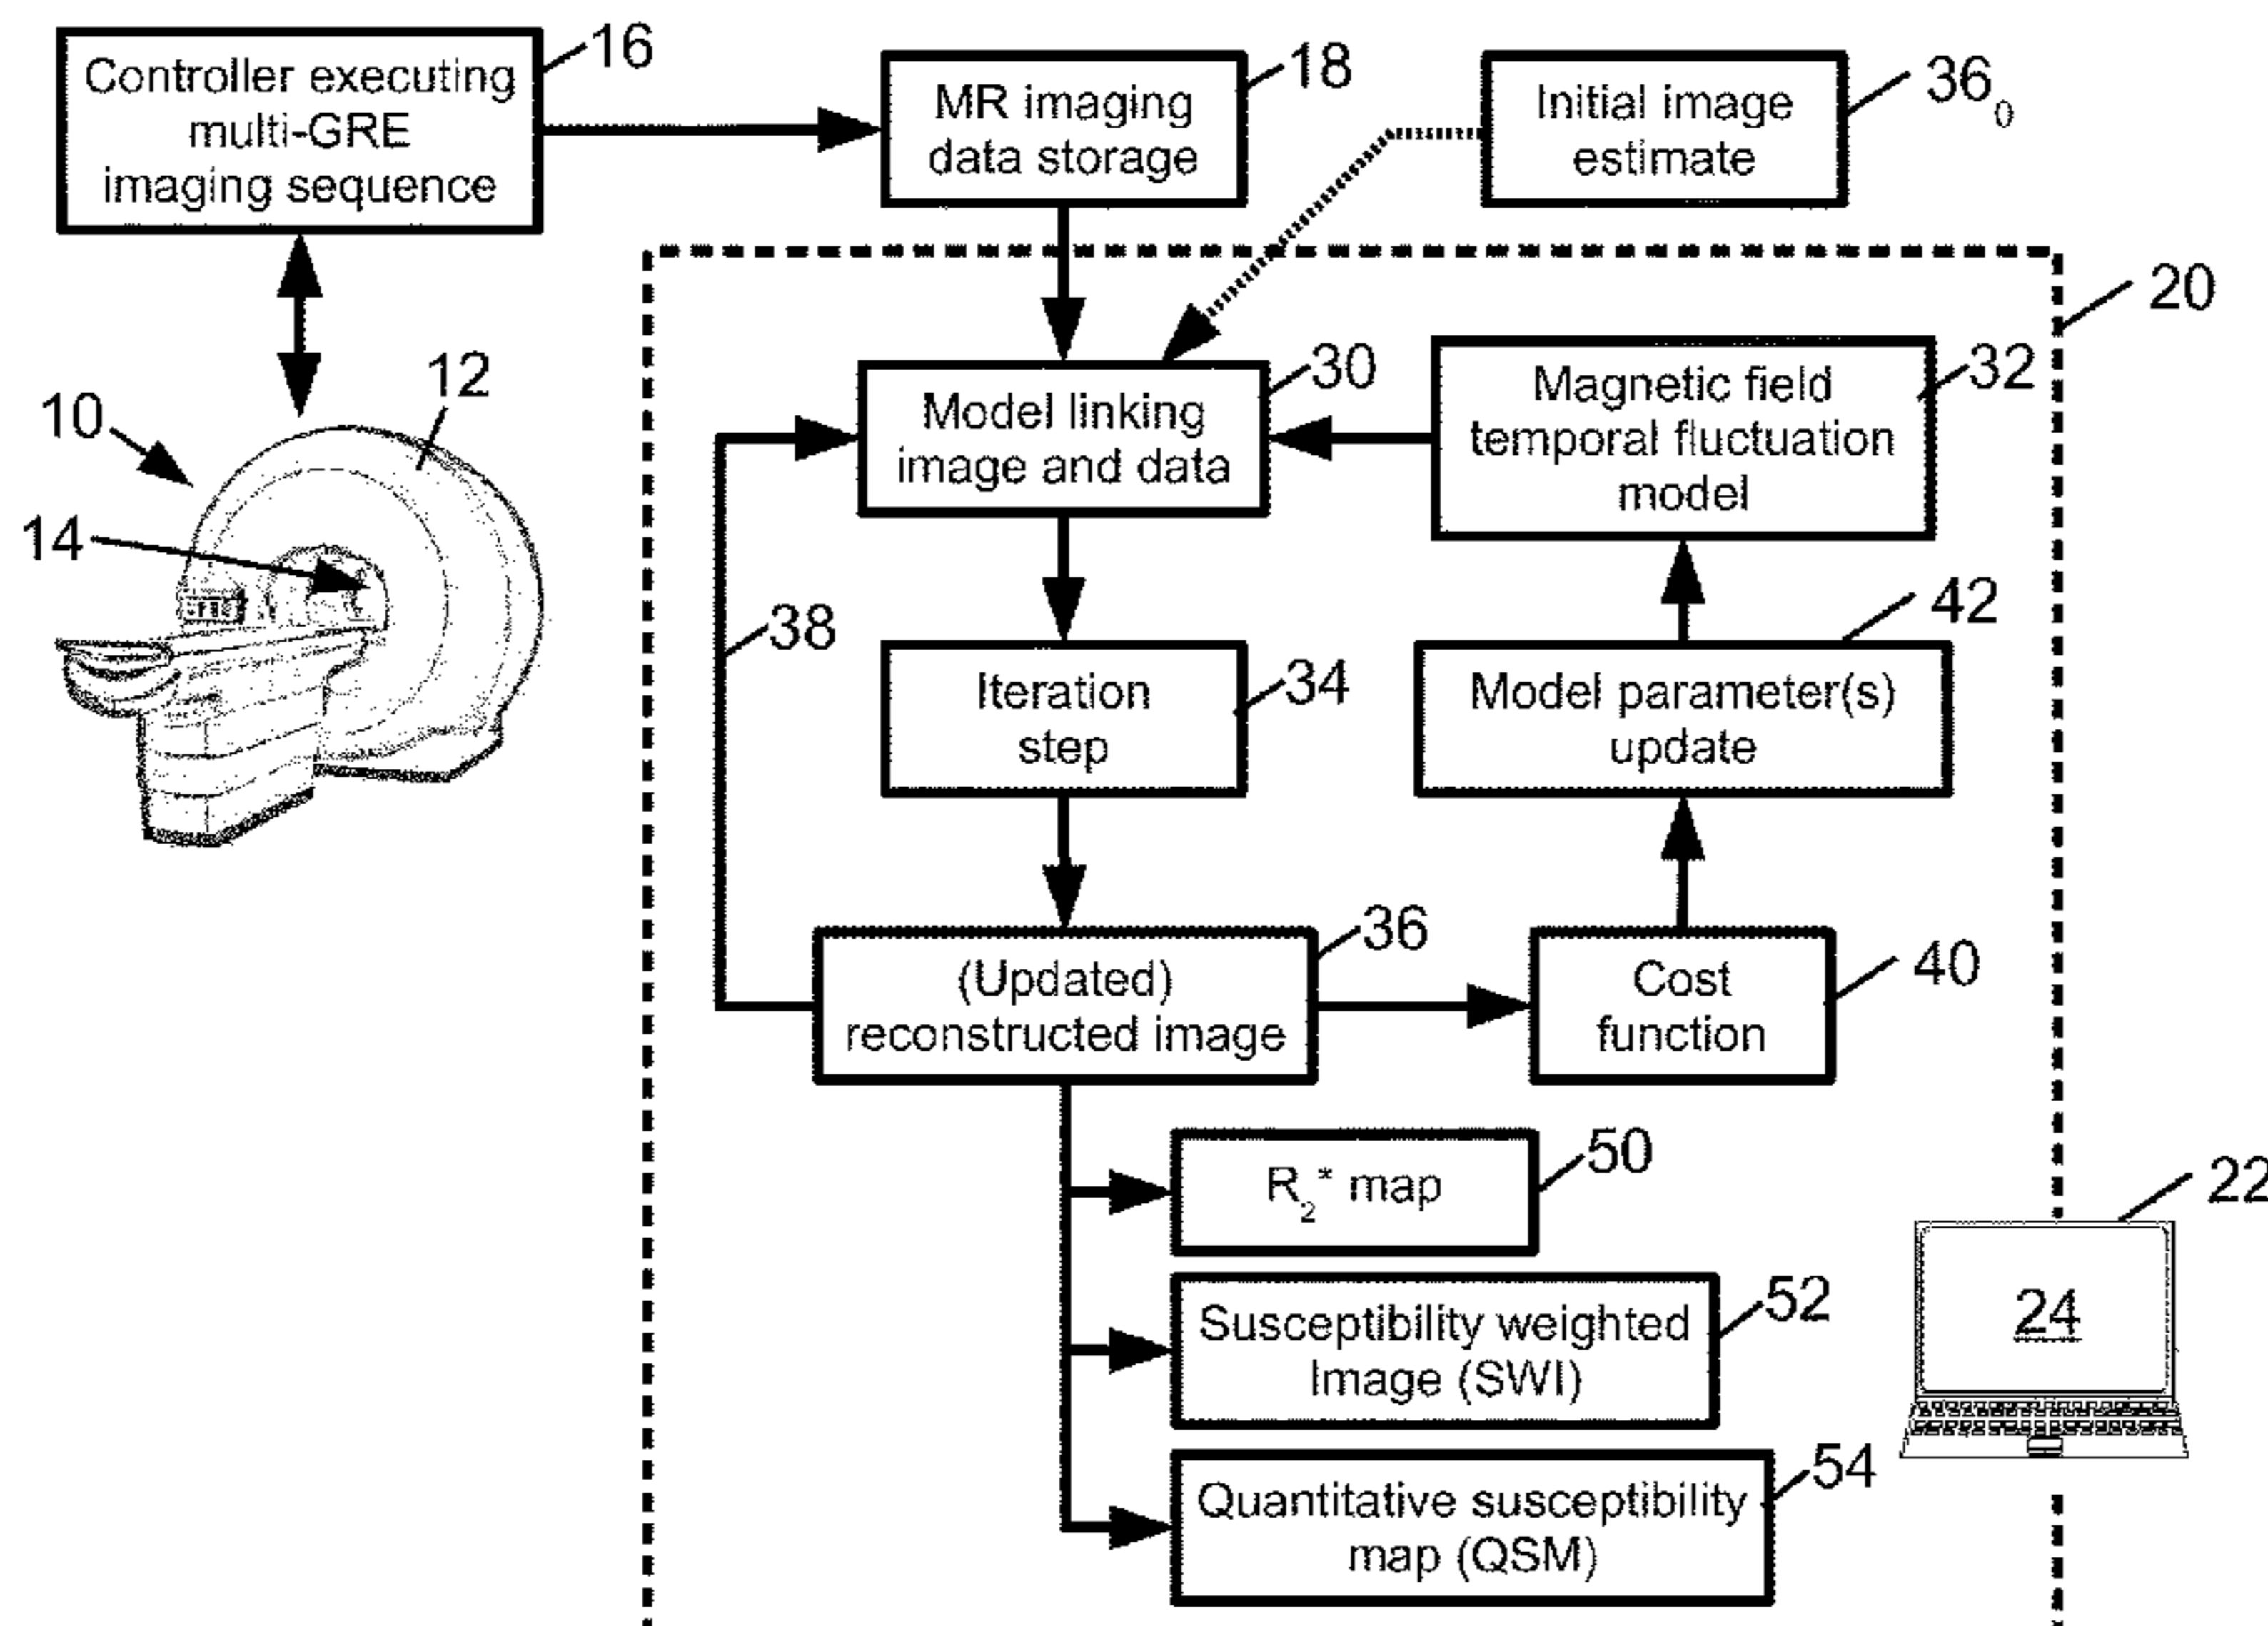 Controller executing
multi-GRE
imaging sequence
16
MR imaging
data storage
18
Initial image
estimate
36₀
20
10
12
14
Model linking
image and data
30
Magnetic field
temporal fluctuation
model
32
38
Iteration
step
34
Model parameter(s)
update
42
(Updated)
reconstructed image
36
Cost
function
40
R₂* map
50
Susceptibility weighted
Image (SWI)
52
Quantitative susceptibility
map (QSM)
54
22
24